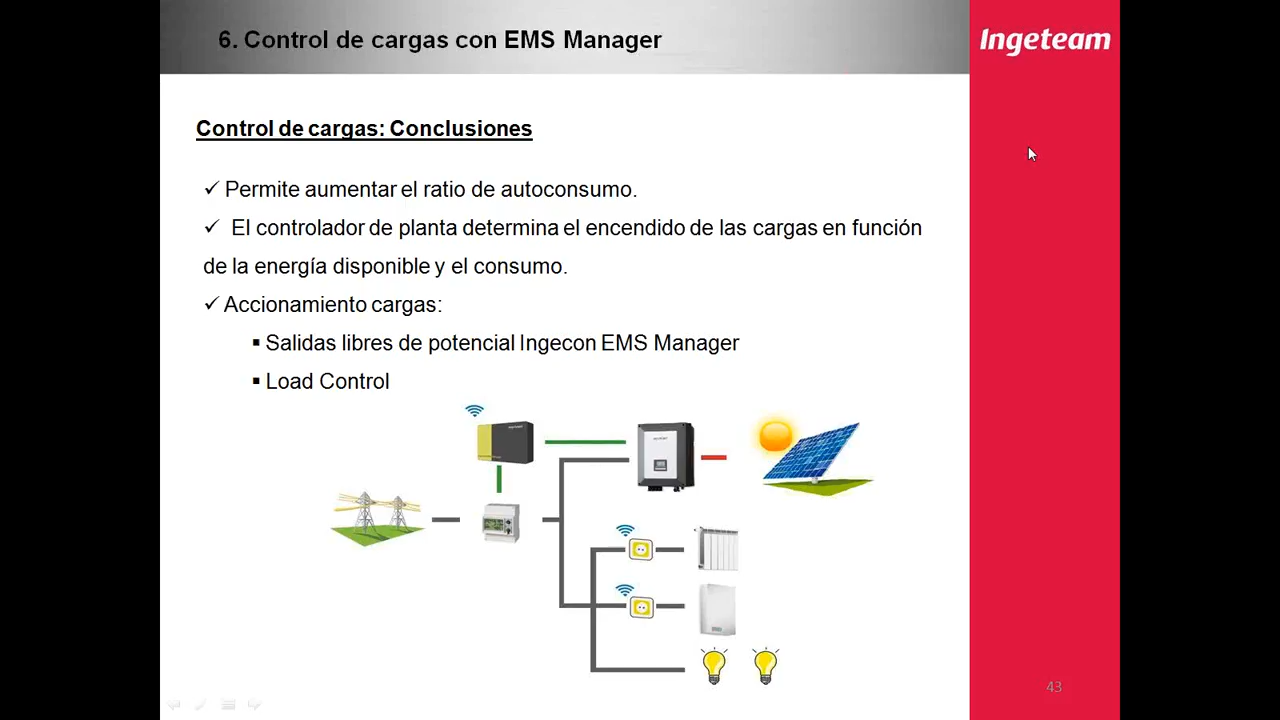 6. Control de cargas con EMS Manager
Ingeteam
Control de cargas: Conclusiones
✓ Permite aumentar el ratio de autoconsumo.
✓ El controlador de planta determina el encendido de las cargas en función
de la energía disponible y el consumo.
✓ Accionamiento cargas:
▪ Salidas libres de potencial Ingecon EMS Manager
▪ Load Control
43